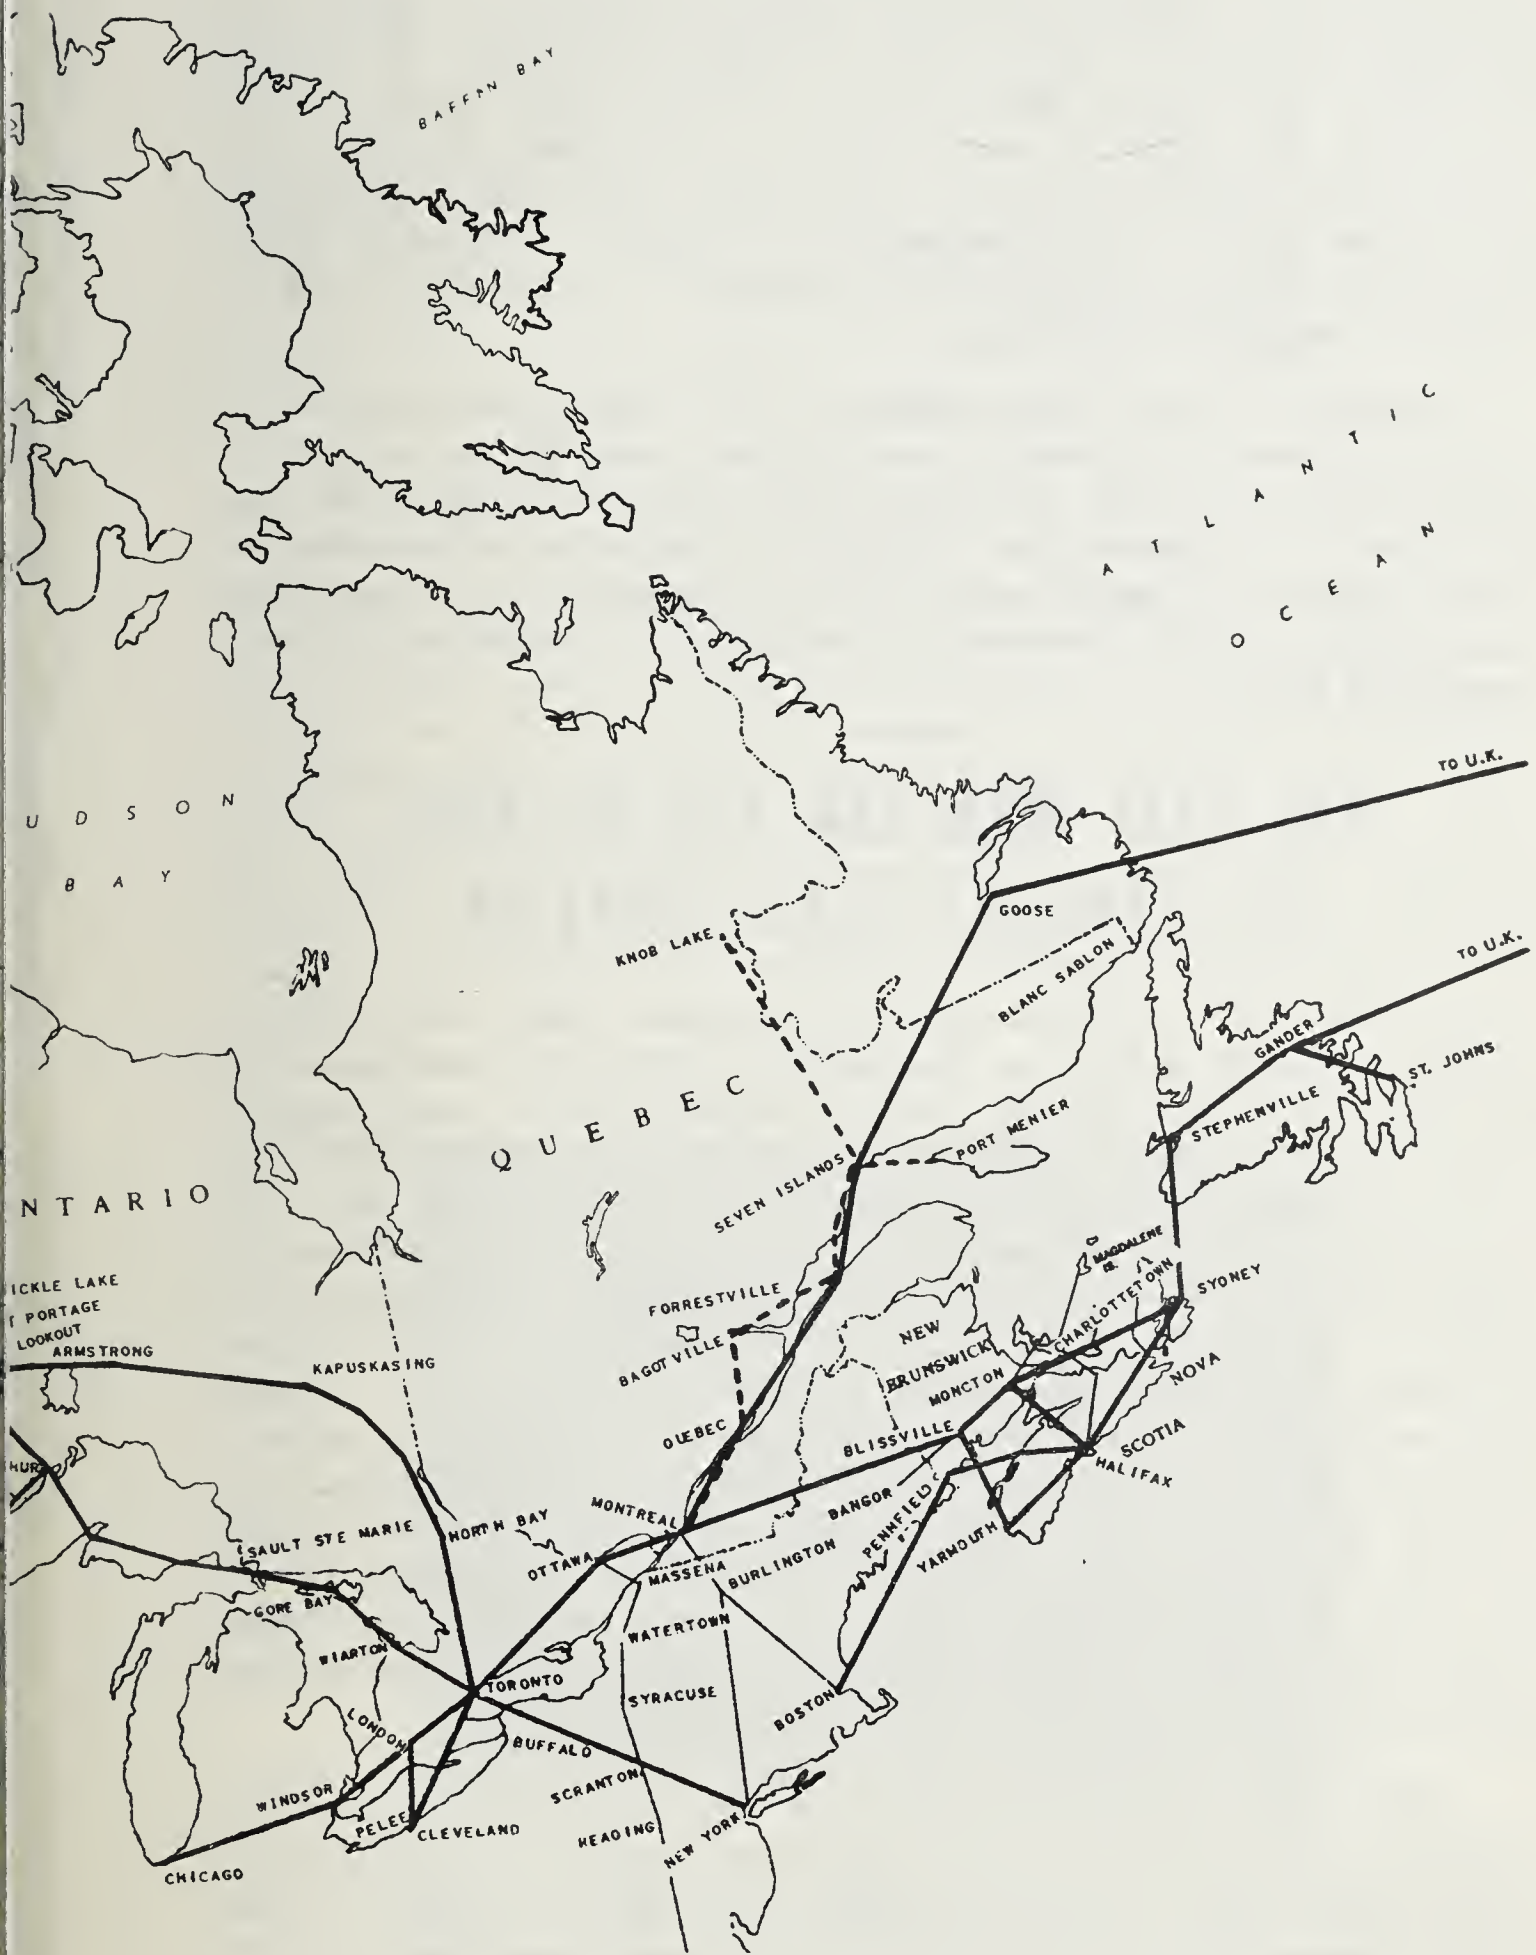 BAFFIN BAY
ATLANTIC
OCEAN
TO U.K.
UDSON
BAY
GOOSE
KNOB LAKE
BLANC SABLON
TO U.K.
GANDER
ST. JOHNS
QUEBEC
STEPHENVILLE
PORT MENIER
SEVEN ISLANDS
NTARIO
MAGDALENE
IS.
ICKLE LAKE
T PORTAGE
LOOKOUT
ARMSTRONG
FORRESTVILLE
CHARLOTTETOWN
SYDNEY
NEW
BRUNSWICK
KAPUSKASING
BAGOTVILLE
MONCTON
NOVA
SCOTIA
QUEBEC
BLISSVILLE
HALIFAX
HUR
BANGOR
MONTREAL
NORTH BAY
SAULT STE MARIE
PENNFIELD
YARMOUTH
OTTAWA
MASSENA
BURLINGTON
GORE BAY
WATERTOWN
WIARTON
TORONTO
SYRACUSE
BOSTON
LONDON
BUFFALO
SCRANTON
WINDSOR
PELEE
CLEVELAND
READING
NEW YORK
CHICAGO